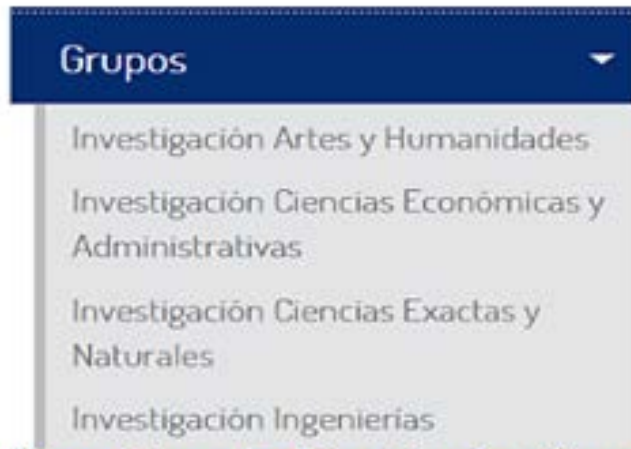 Grupos
Investigación Artes y Humanidades
Investigación Ciencias Económicas y
Administrativas
Investigación Ciencias Exactas y
Naturales
Investigación Ingenierías